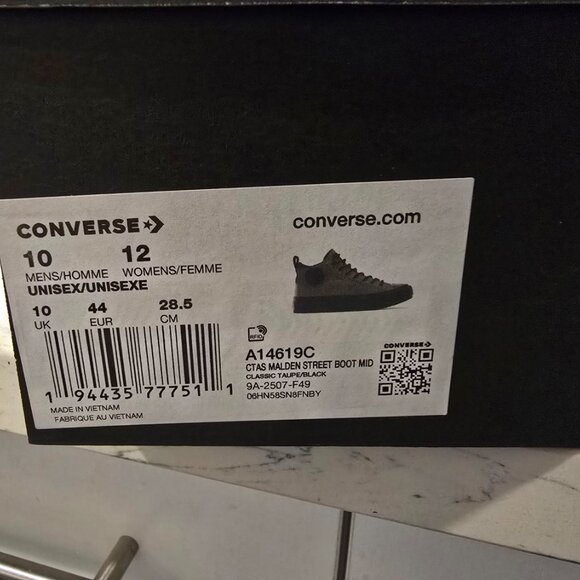 CONVERSE
converse.com
10 12
MENS/HOMME WOMENS/FEMME
UNISEX/UNISEXE
10 44 28.5
UK EUR CM
RFID
1 94435 77751 1
MADE IN VIETNAM
FABRIQUE AU VIETNAM
A14619C
CTAS MALDEN STREET BOOT MID
CLASSIC TAUPE/BLACK
9A-2507-F49
06HN58SN8FNBY
CONVERSE